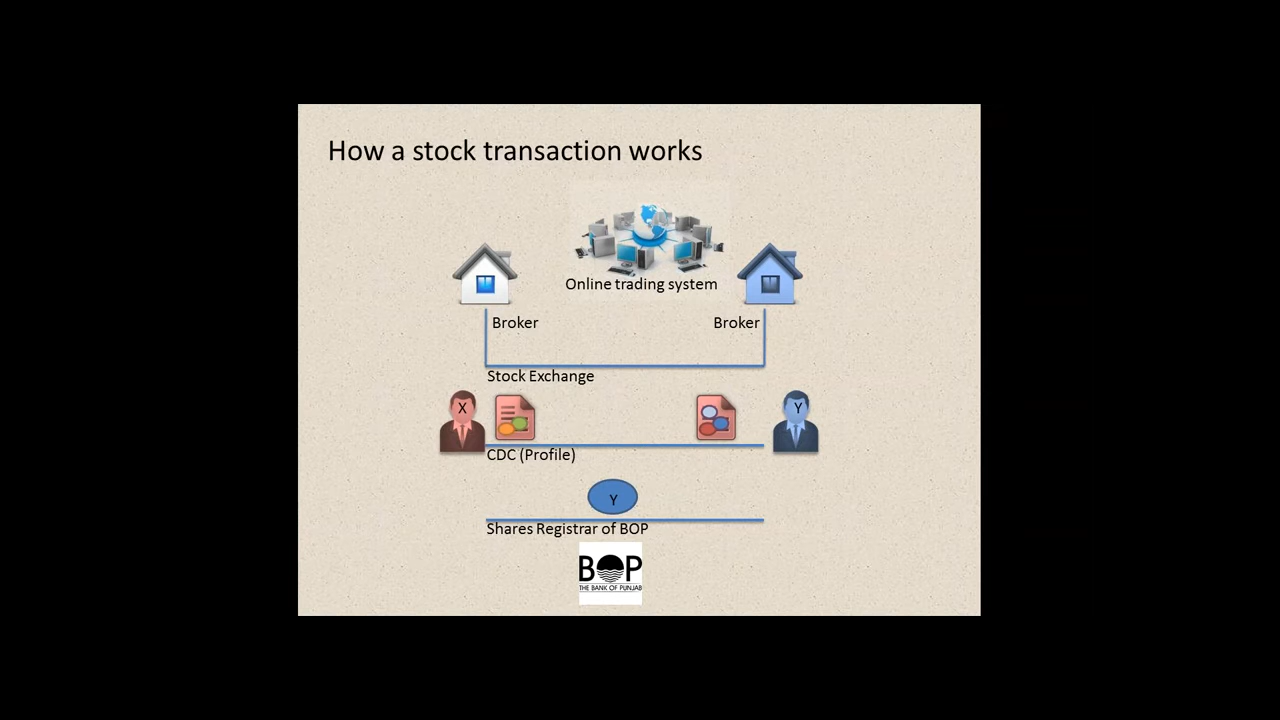 How a stock transaction works
Online trading system
Broker
Broker
Stock Exchange
X
Y
CDC (Profile)
Y
Shares Registrar of BOP
BOP
THE BANK OF PUNJAB